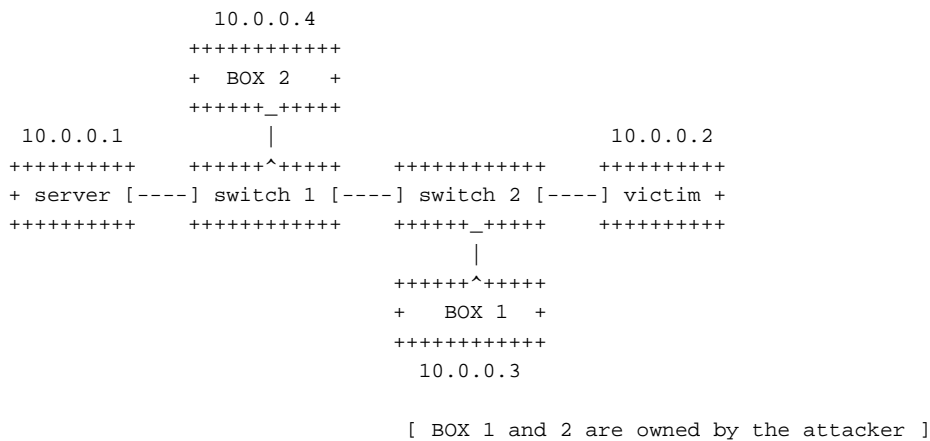 10.0.0.4
              ++++++++++++
              +  BOX 2   +
              ++++++_+++++
 10.0.0.1           |                          10.0.0.2
++++++++++    ++++++^+++++    ++++++++++++    ++++++++++
+ server [----] switch 1 [----] switch 2 [----] victim +
++++++++++    ++++++++++++    ++++++_+++++    ++++++++++
                                    |
                              ++++++^+++++
                              +   BOX 1  +
                              ++++++++++++
                                10.0.0.3
                               [ BOX 1 and 2 are owned by the attacker ]